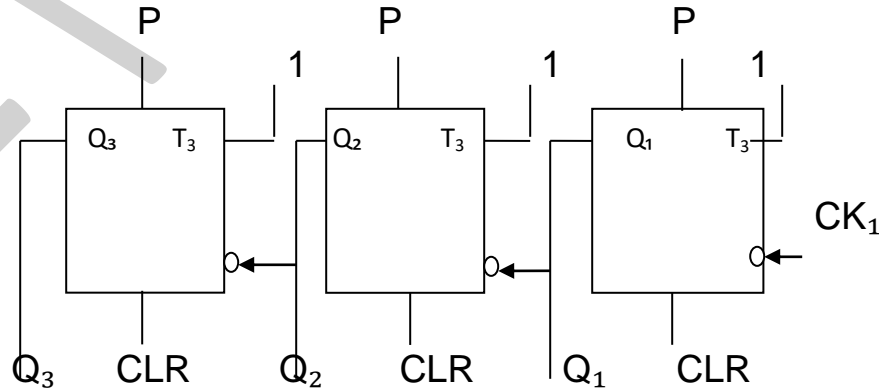 P P P
1 1 1
Q₃ T₃ Q₂ T₃ Q₁ T₃
CK₁
Q₃ CLR Q₂ CLR Q₁ CLR